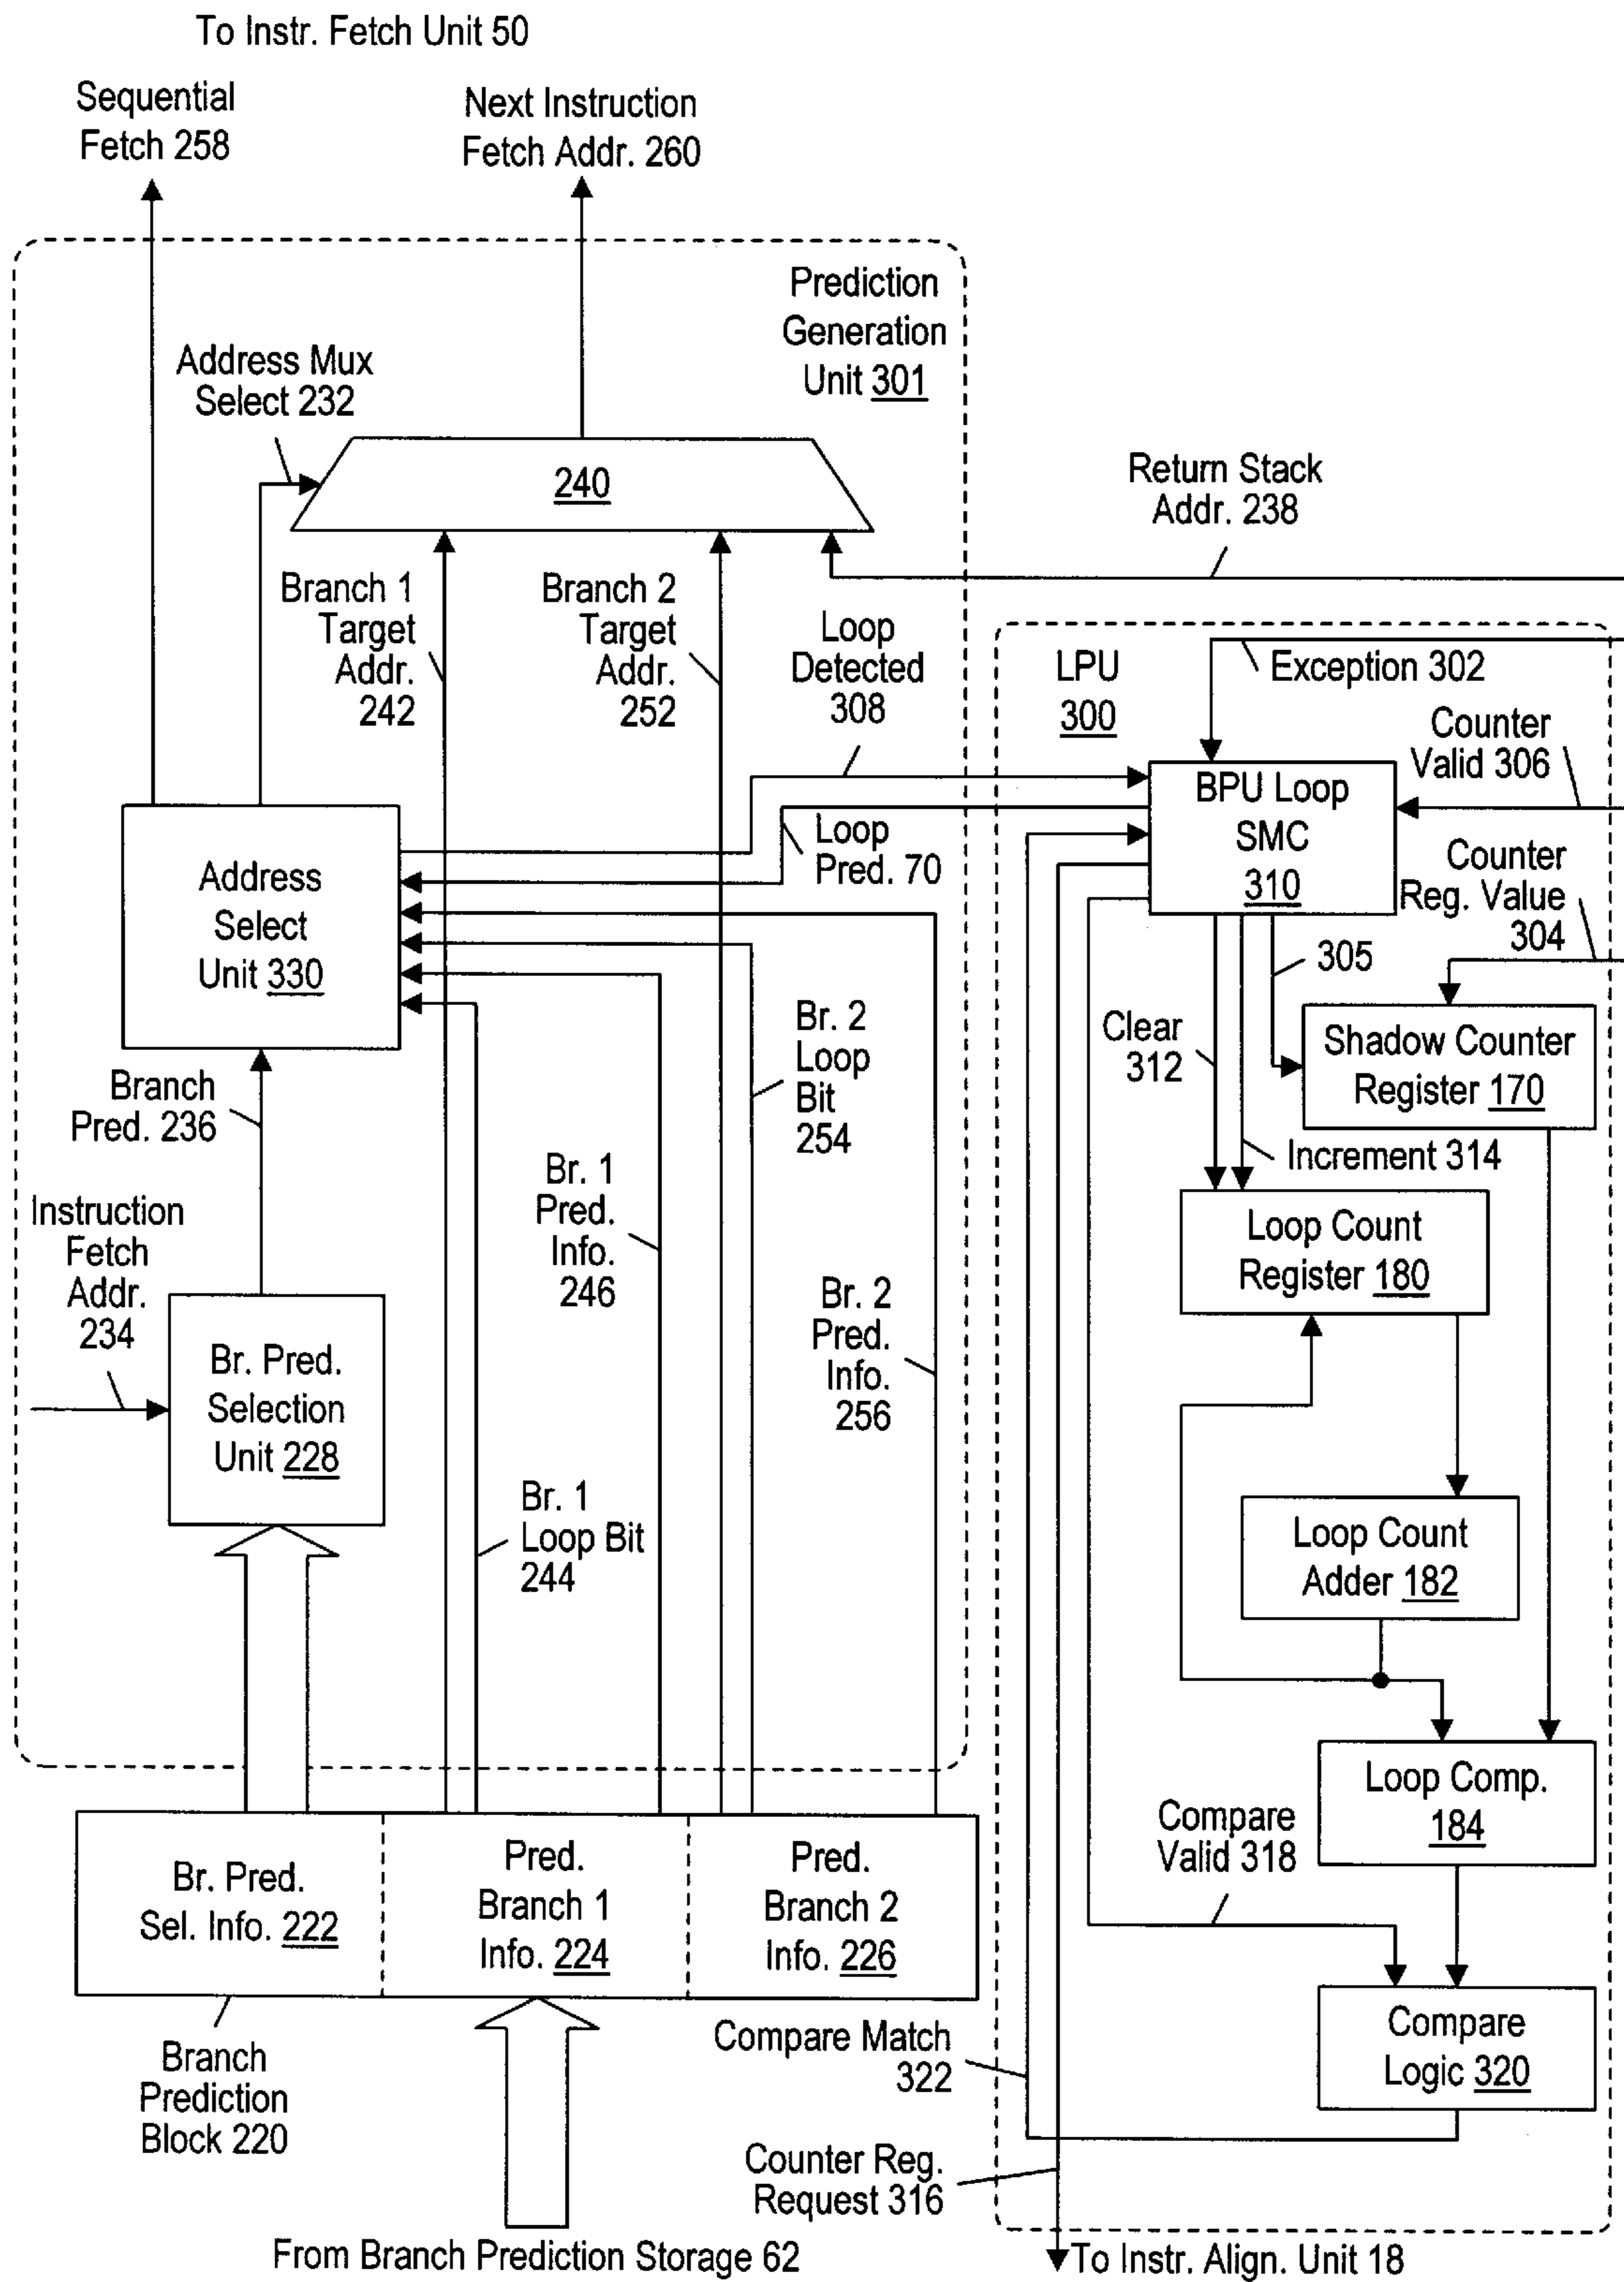 To Instr. Fetch Unit 50
Sequential
Fetch 258
Next Instruction
Fetch Addr. 260
Prediction
Generation
Unit 301
Address Mux
Select 232
240
Return Stack
Addr. 238
Branch 1
Target
Addr.
242
Branch 2
Target
Addr.
252
Loop
Detected
308
LPU
300
Exception 302
Counter
Valid 306
BPU Loop
SMC
310
Loop
Pred. 70
Counter
Reg. Value
304
Address
Select
Unit 330
305
Clear
312
Shadow Counter
Register 170
Br. 2
Loop
Bit
254
Branch
Pred. 236
Increment 314
Br. 1
Pred.
Info.
246
Instruction
Fetch
Addr.
234
Loop Count
Register 180
Br. 2
Pred.
Info.
256
Br. Pred.
Selection
Unit 228
Br. 1
Loop Bit
244
Loop Count
Adder 182
Loop Comp.
184
Compare
Valid 318
Br. Pred.
Sel. Info. 222
Pred.
Branch 1
Info. 224
Pred.
Branch 2
Info. 226
Compare
Logic 320
Compare Match
322
Branch
Prediction
Block 220
Counter Reg.
Request 316
From Branch Prediction Storage 62
To Instr. Align. Unit 18